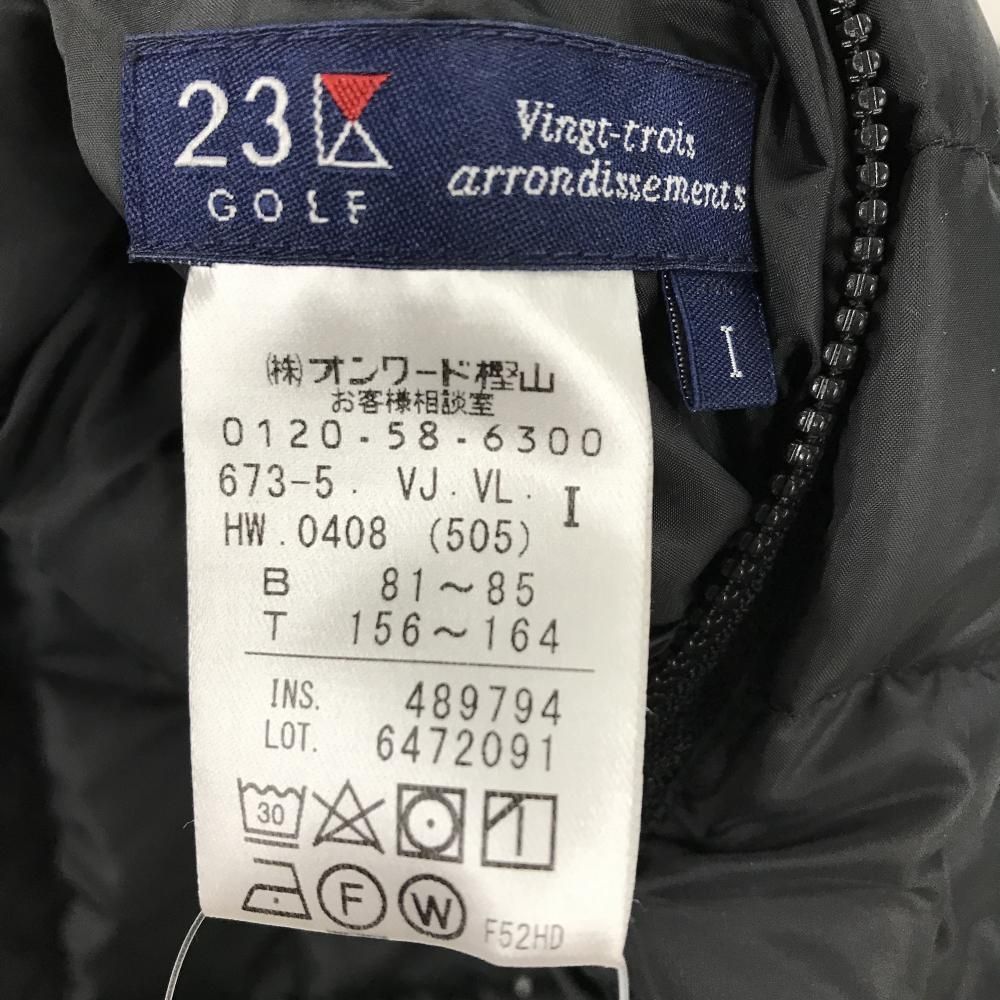 23
GOLF
Vingt-trois
arrondissements
I
(株)オンワード樫山
お客様相談室
0120-58-6300
673-5. VJ.VL. I
HW.0408 (505)
B 81~85
T 156~164
INS. 489794
LOT. 6472091
30
F W
F52HD